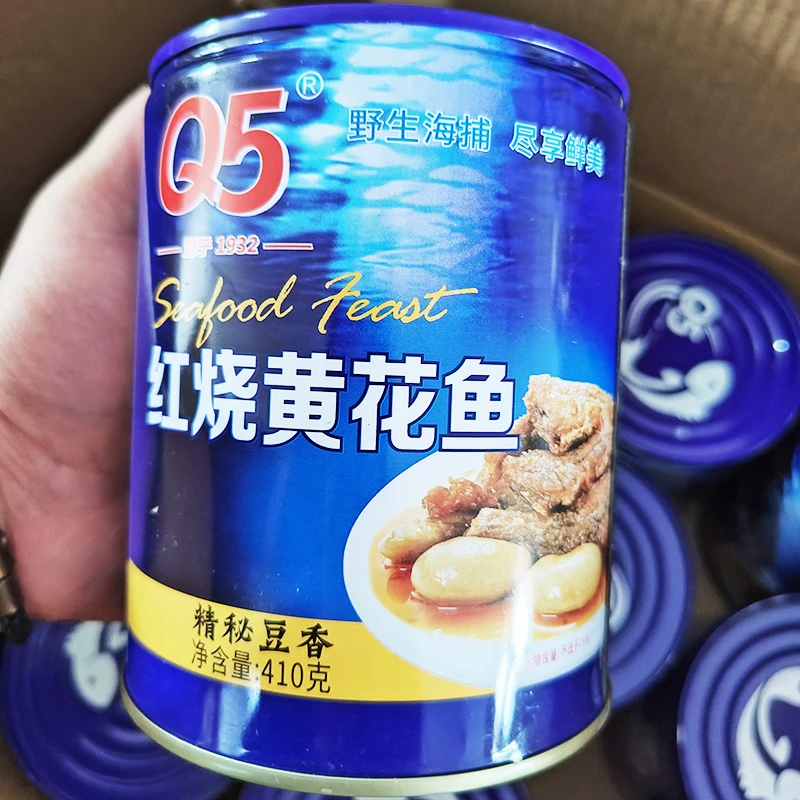 Q5®
野生海捕 尽享鲜美
1932
Seafood Feast
红烧黄花鱼
精秘豆香
净含量:410克